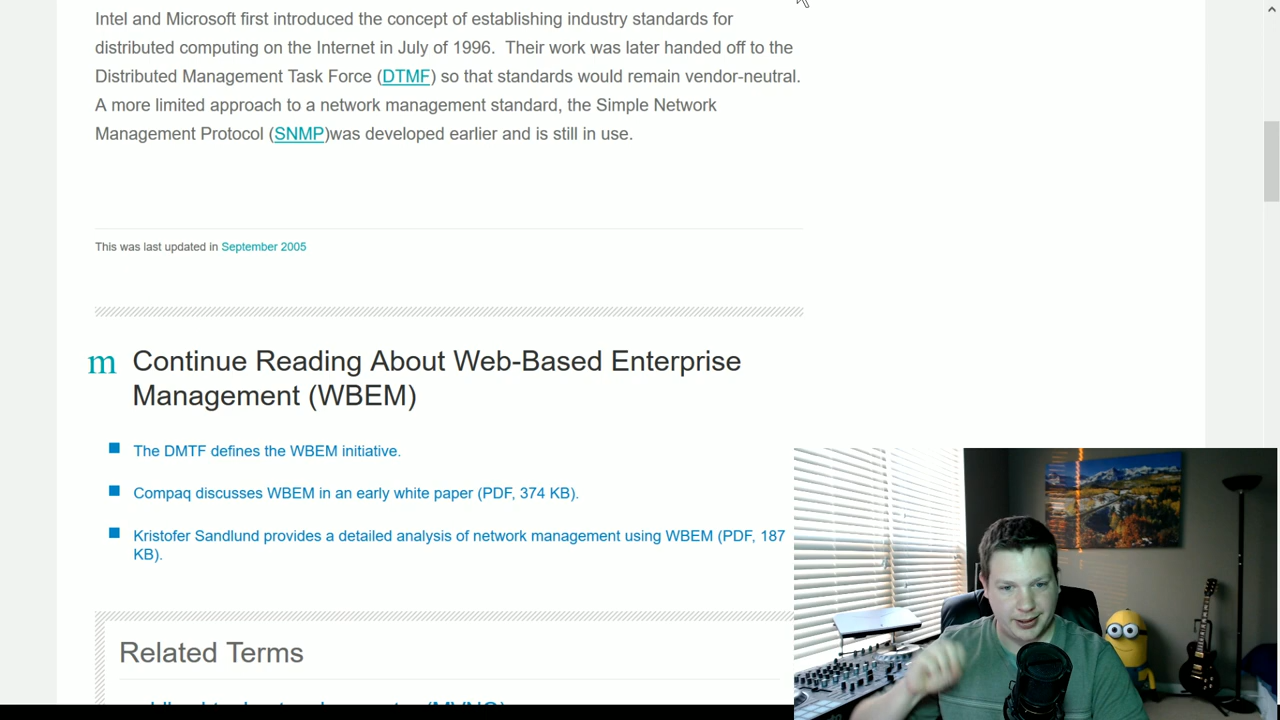 Intel and Microsoft first introduced the concept of establishing industry standards for
distributed computing on the Internet in July of 1996.  Their work was later handed off to the
Distributed Management Task Force (DTMF) so that standards would remain vendor-neutral.
A more limited approach to a network management standard, the Simple Network
Management Protocol (SNMP)was developed earlier and is still in use.
This was last updated in September 2005
m Continue Reading About Web-Based Enterprise
Management (WBEM)
The DMTF defines the WBEM initiative.
Compaq discusses WBEM in an early white paper (PDF, 374 KB).
Kristofer Sandlund provides a detailed analysis of network management using WBEM (PDF, 187
KB).
Related Terms